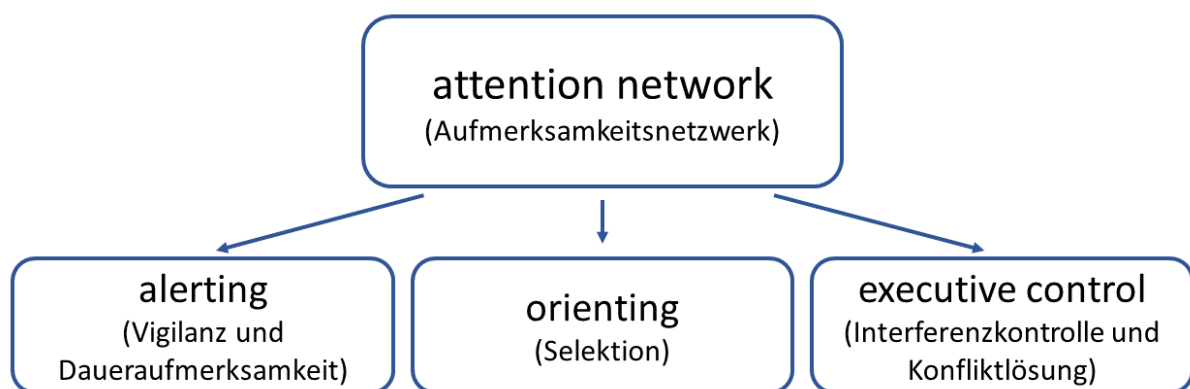 attention network
(Aufmerksamkeitsnetzwerk)
alerting
(Vigilanz und
Daueraufmerksamkeit)
orienting
(Selektion)
executive control
(Interferenzkontrolle und
Konfliktlösung)